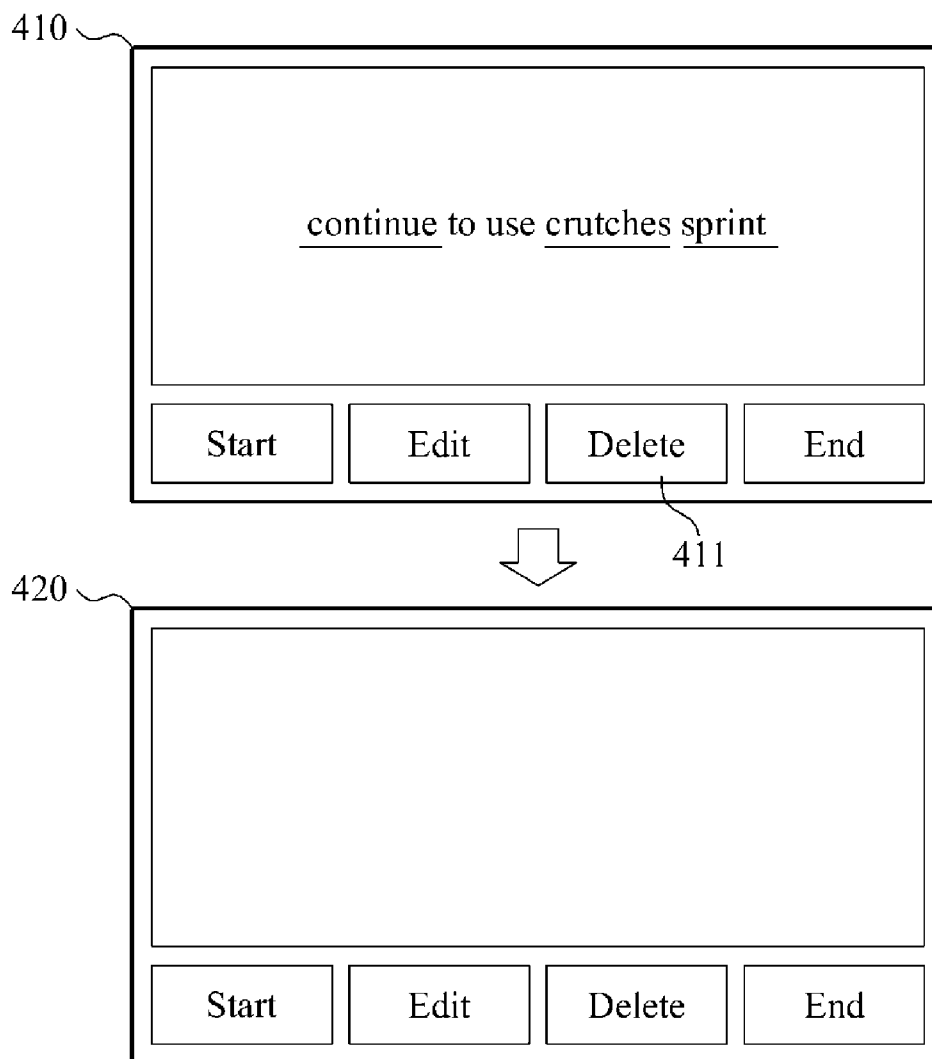 410
continue to use crutches sprint
Start Edit Delete End
411
420
Start Edit Delete End